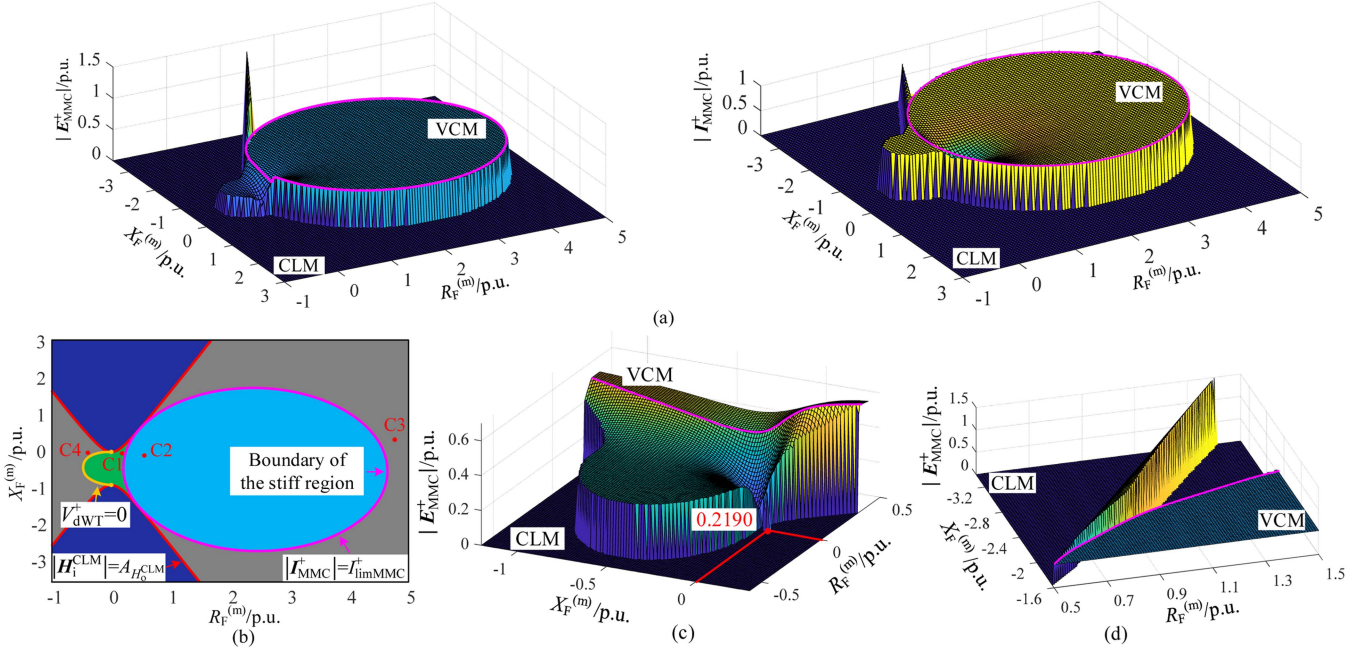 1.5
1
0.5
0
|E⁺MMC|/p.u.
-3
-2
-1
0
1
2
3
XF(m)/p.u.
-1
0
1
2
3
4
5
RF(m)/p.u.
VCM
CLM
1
0.5
0
|I⁺MMC|/p.u.
-3
-2
-1
0
1
2
3
XF(m)/p.u.
-1
0
1
2
3
4
5
RF(m)/p.u.
VCM
CLM
(a)
3
2
1
0
-1
-2
-3
XF(m)/p.u.
C4
C1
C2
C3
Boundary of
the stiff region
V⁺dWT=0
|HiCLM|=AHoCLM
|I⁺MMC|=I⁺limMMC
-1
0
1
2
3
4
5
RF(m)/p.u.
(b)
VCM
0.6
0.4
0.2
0
|E⁺MMC|/p.u.
CLM
0.2190
-1
-0.5
0
XF(m)/p.u.
0.5
0
-0.5
RF(m)/p.u.
(c)
1.5
1
0.5
0
|E⁺MMC|/p.u.
CLM
VCM
-3.2
-2.8
-2.4
-2
-1.6
XF(m)/p.u.
0.5
0.7
0.9
1.1
1.3
1.5
RF(m)/p.u.
(d)